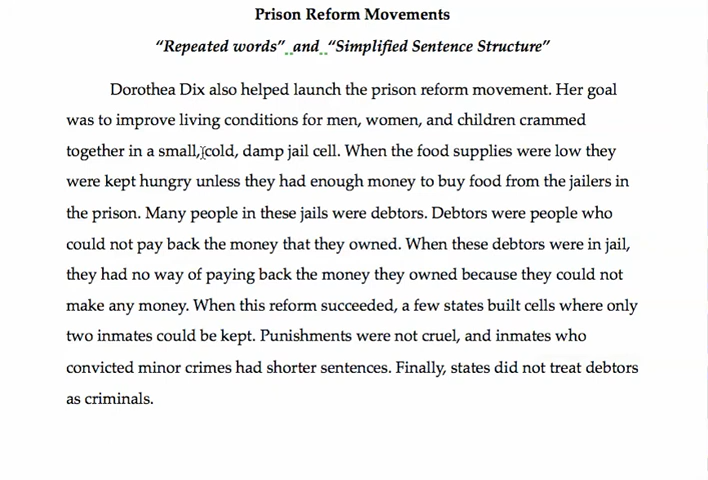 Prison Reform Movements
“Repeated words” and “Simplified Sentence Structure”
Dorothea Dix also helped launch the prison reform movement. Her goal
was to improve living conditions for men, women, and children crammed
together in a small, cold, damp jail cell. When the food supplies were low they
were kept hungry unless they had enough money to buy food from the jailers in
the prison. Many people in these jails were debtors. Debtors were people who
could not pay back the money that they owned. When these debtors were in jail,
they had no way of paying back the money they owned because they could not
make any money. When this reform succeeded, a few states built cells where only
two inmates could be kept. Punishments were not cruel, and inmates who
convicted minor crimes had shorter sentences. Finally, states did not treat debtors
as criminals.